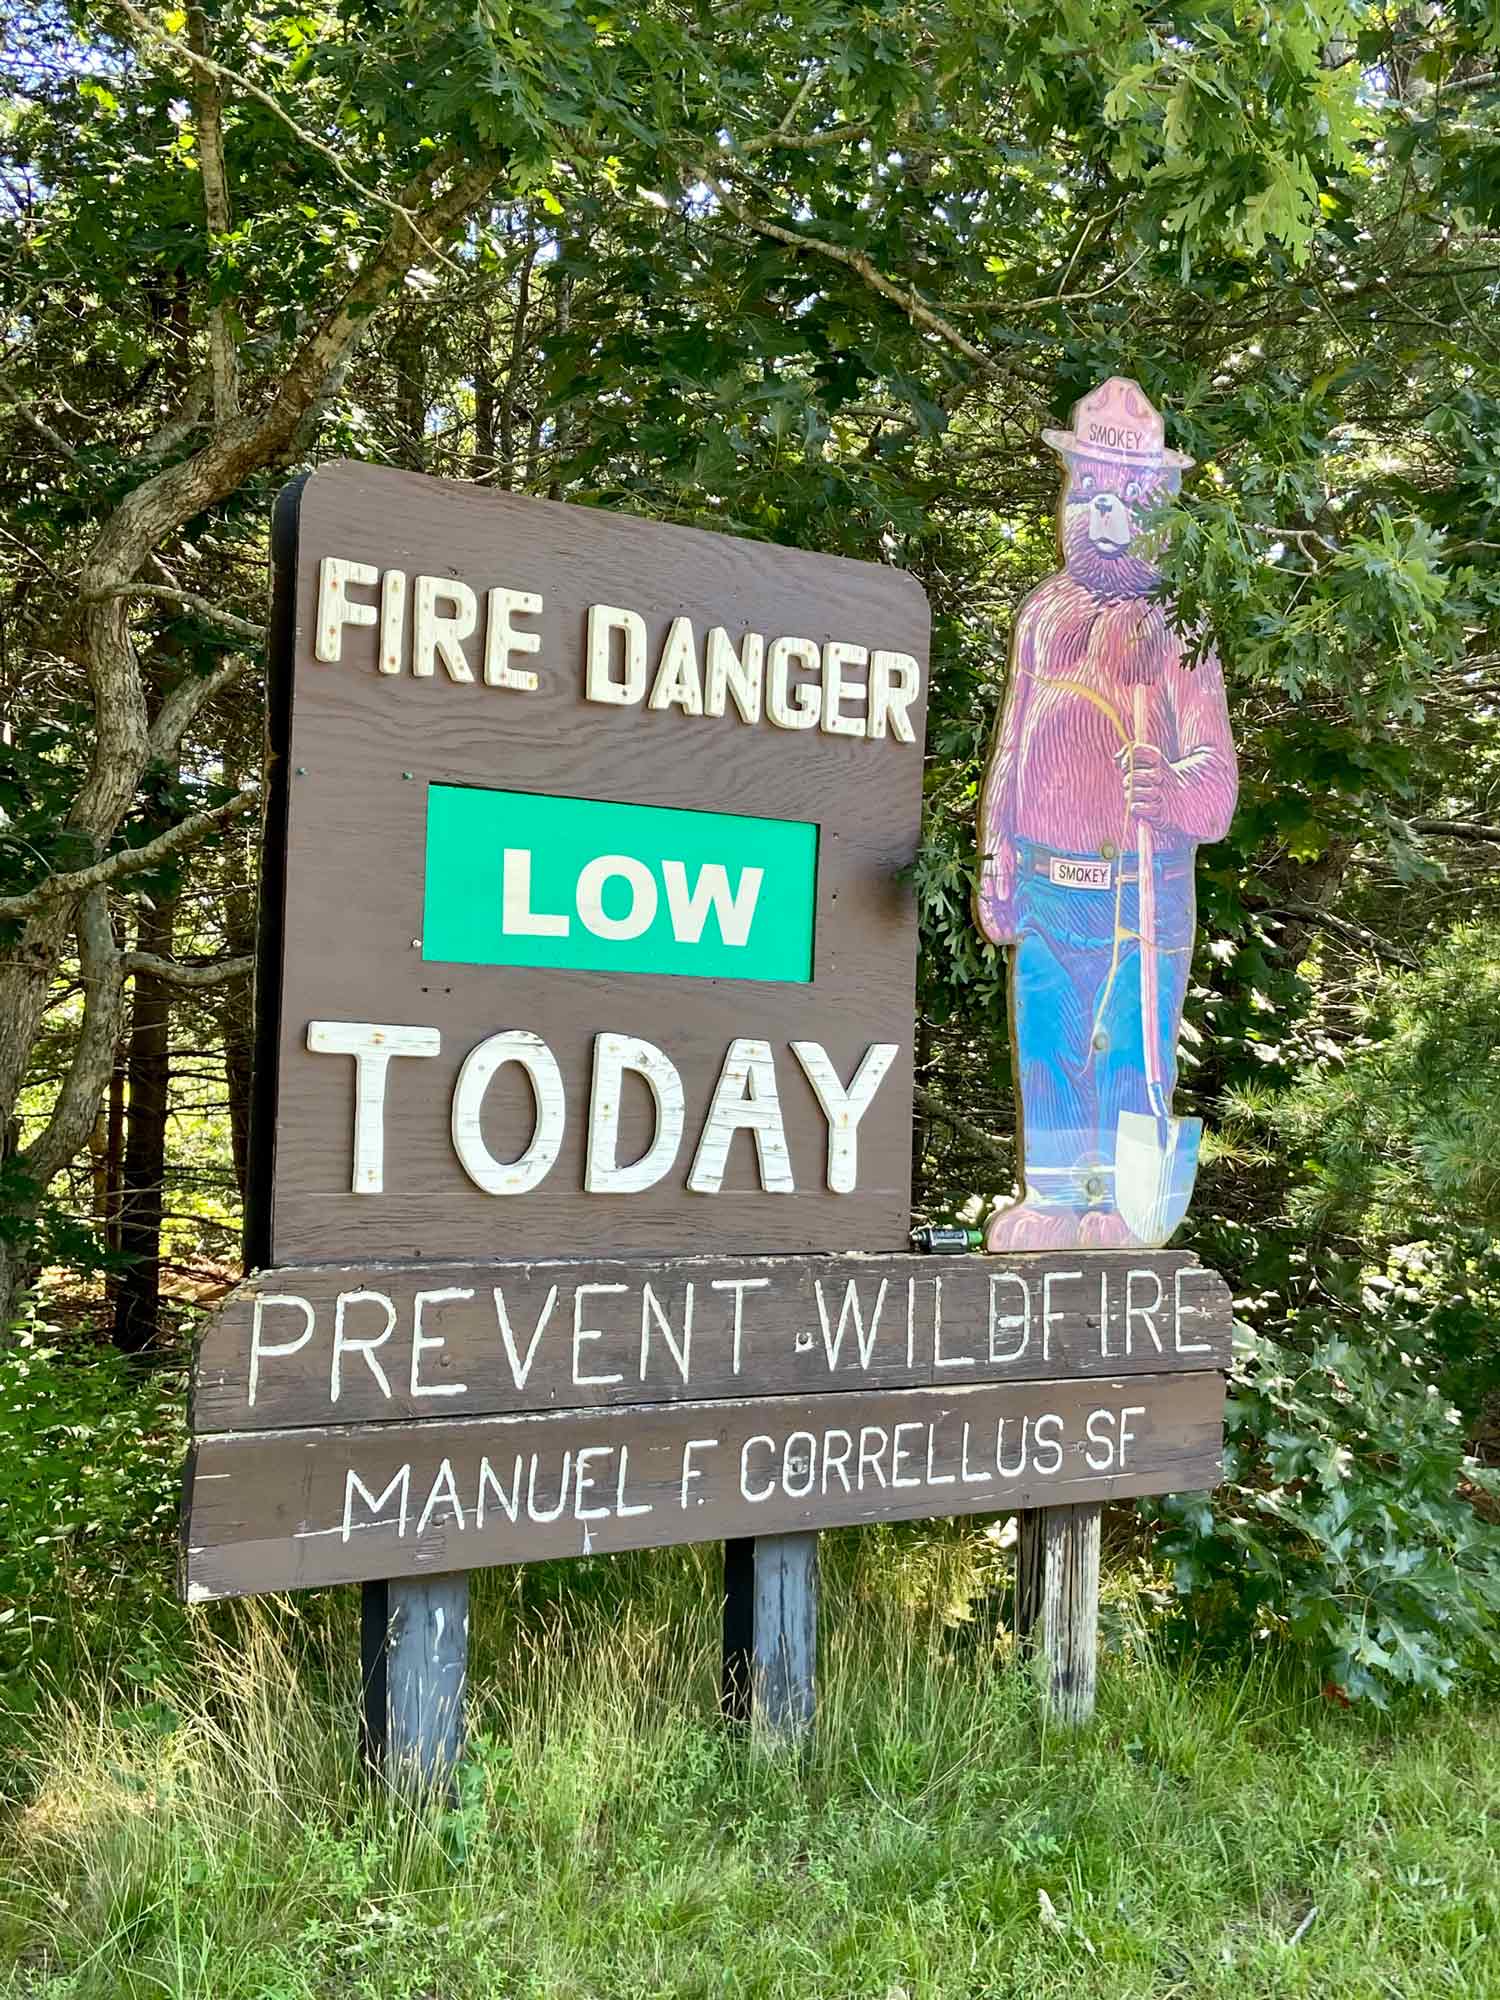 SMOKEY
FIRE DANGER
LOW
SMOKEY
TODAY
PREVENT WILDFIRE
MANUEL F. CORRELLUS SF